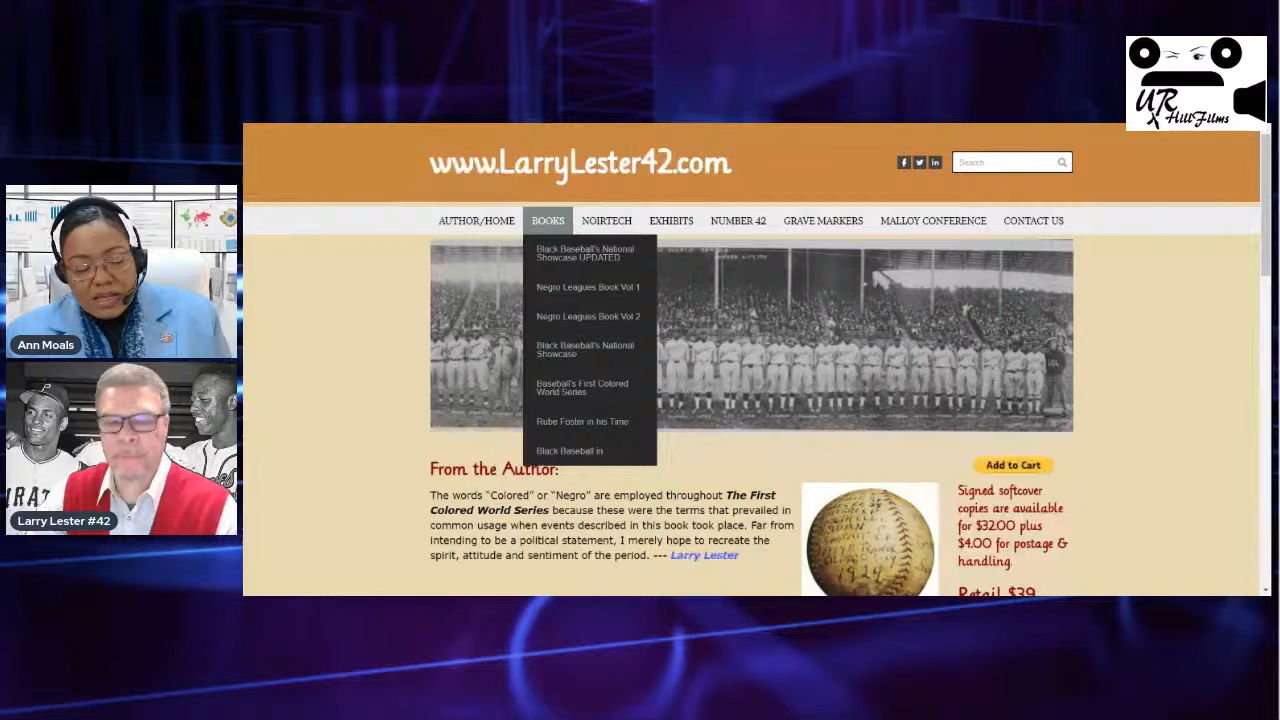 UR
HillFilms
www.LarryLester42.com
Search
AUTHOR/HOME BOOKS NOIRTECH EXHIBITS NUMBER 42 GRAVE MARKERS MALLOY CONFERENCE CONTACT US
Black Baseball's National
Showcase UPDATED
Negro Leagues Book Vol 1
Negro Leagues Book Vol 2
Black Baseball's National
Showcase
Baseball's First Colored
World Series
Rube Foster in his Time
Black Baseball in
Ann Moals
Larry Lester #42
From the Author:
The words “Colored” or “Negro” are employed throughout The First
Colored World Series because these were the terms that prevailed in
common usage when events described in this book took place. Far from
intending to be a political statement, I merely hope to recreate the
spirit, attitude and sentiment of the period. --- Larry Lester
1924
Add to Cart
Signed softcover
copies are available
for $32.00 plus
$4.00 for postage &
handling.
Retail $39